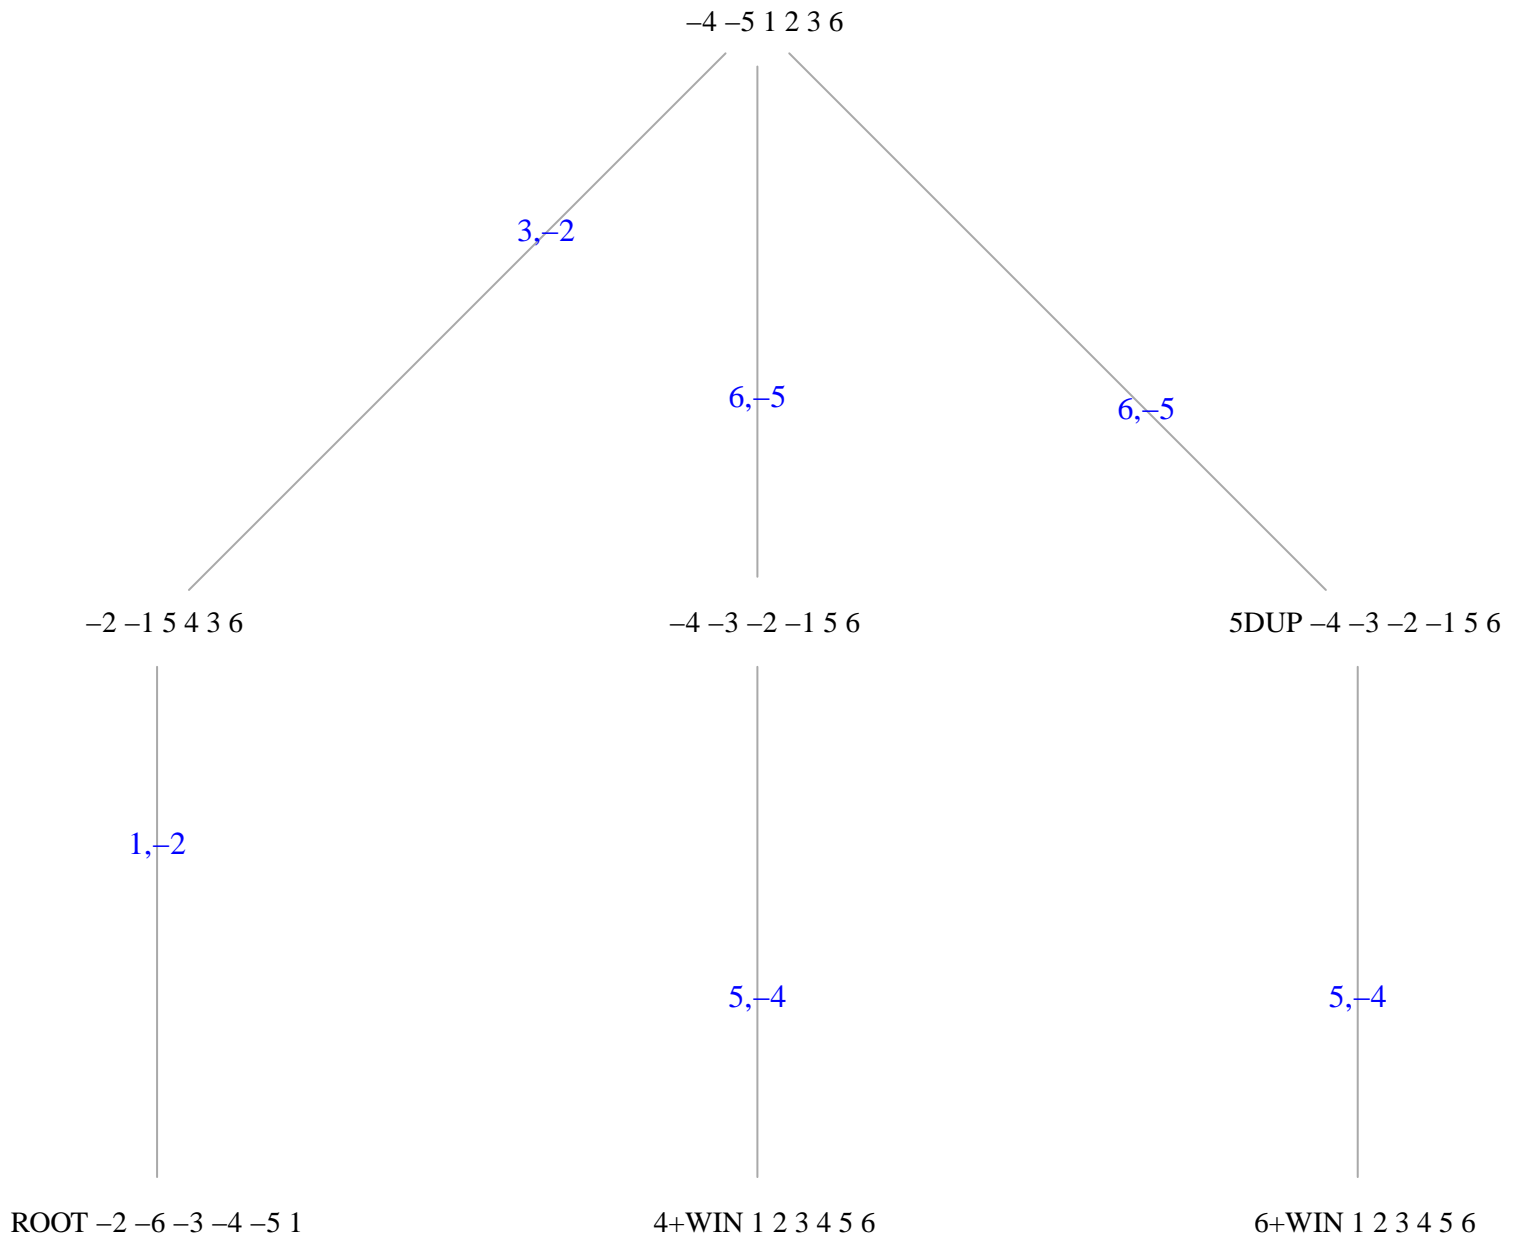 –4 –5 1 2 3 6
3,–2
6,–5
6,–5
–2 –1 5 4 3 6
–4 –3 –2 –1 5 6
5DUP –4 –3 –2 –1 5 6
1,–2
5,–4
5,–4
ROOT –2 –6 –3 –4 –5 1
4+WIN 1 2 3 4 5 6
6+WIN 1 2 3 4 5 6